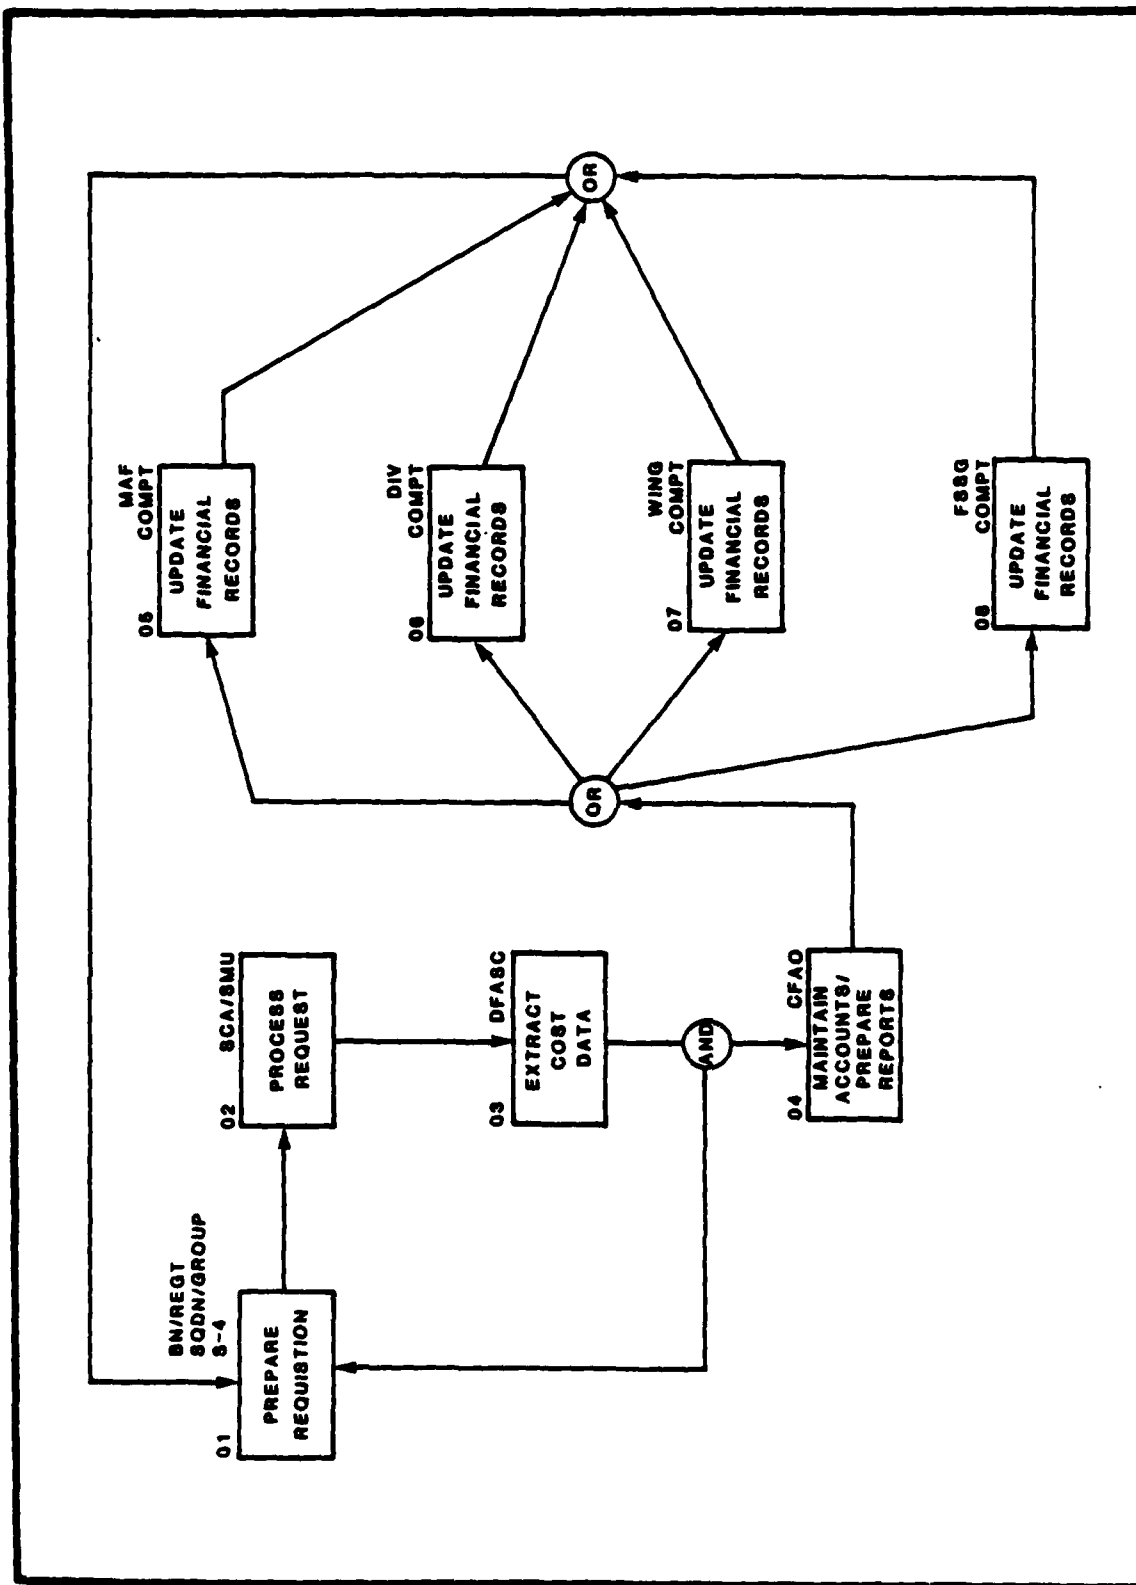 BN/REGT
SQDN/GROUP
S-4
01
PREPARE
REQUISTION
02
SCA/SMU
PROCESS
REQUEST
03
DFASC
EXTRACT
COST
DATA
AND
04
CFAO
MAINTAIN
ACCOUNTS/
PREPARE
REPORTS
OR
MAF
COMPT
05
UPDATE
FINANCIAL
RECORDS
DIV
COMPT
06
UPDATE
FINANCIAL
RECORDS
WING
COMPT
07
UPDATE
FINANCIAL
RECORDS
FSSG
COMPT
08
UPDATE
FINANCIAL
RECORDS
OR